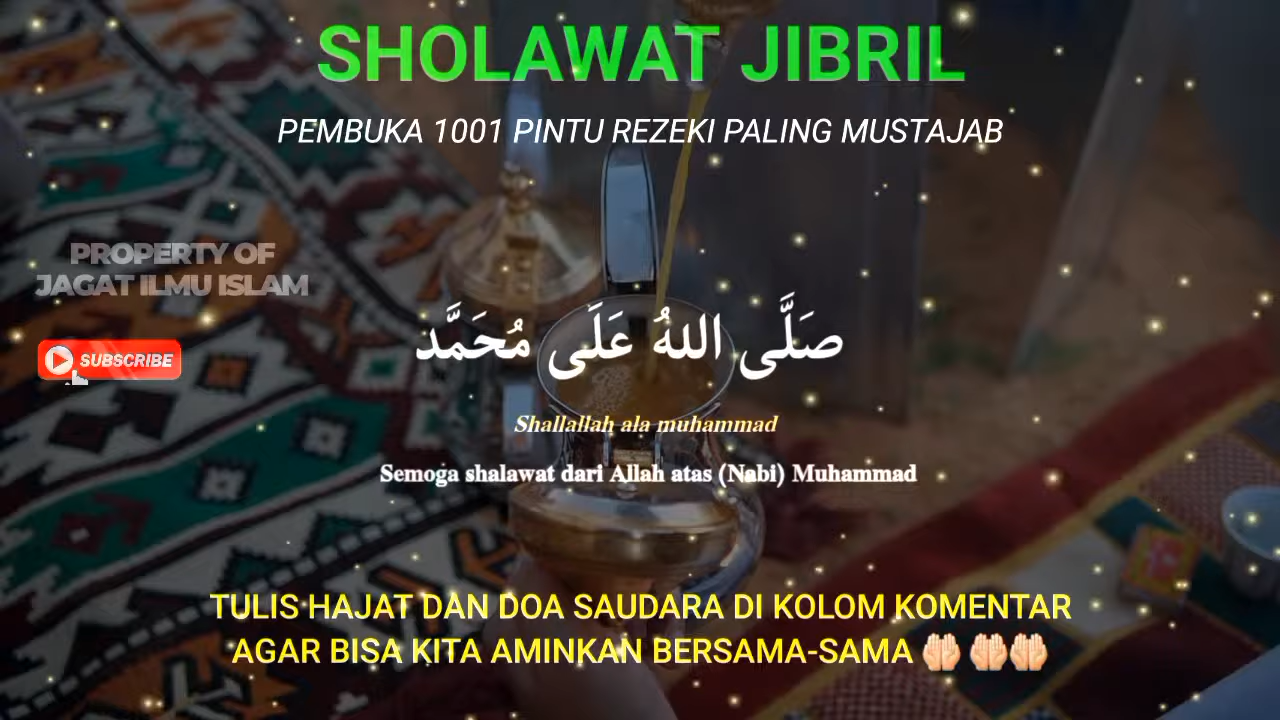 SHOLAWAT JIBRIL
PEMBUKA 1001 PINTU REZEKI PALING MUSTAJAB
PROPERTY OF
JAGAT ILMU ISLAM
SUBSCRIBE
صَلَّى اللهُ عَلَى مُحَمَّد
Shallallah ala muhammad
Semoga shalawat dari Allah atas (Nabi) Muhammad
TULIS HAJAT DAN DOA SAUDARA DI KOLOM KOMENTAR
AGAR BISA KITA AMINKAN BERSAMA-SAMA 🤲🏻 🤲🏻🤲🏻